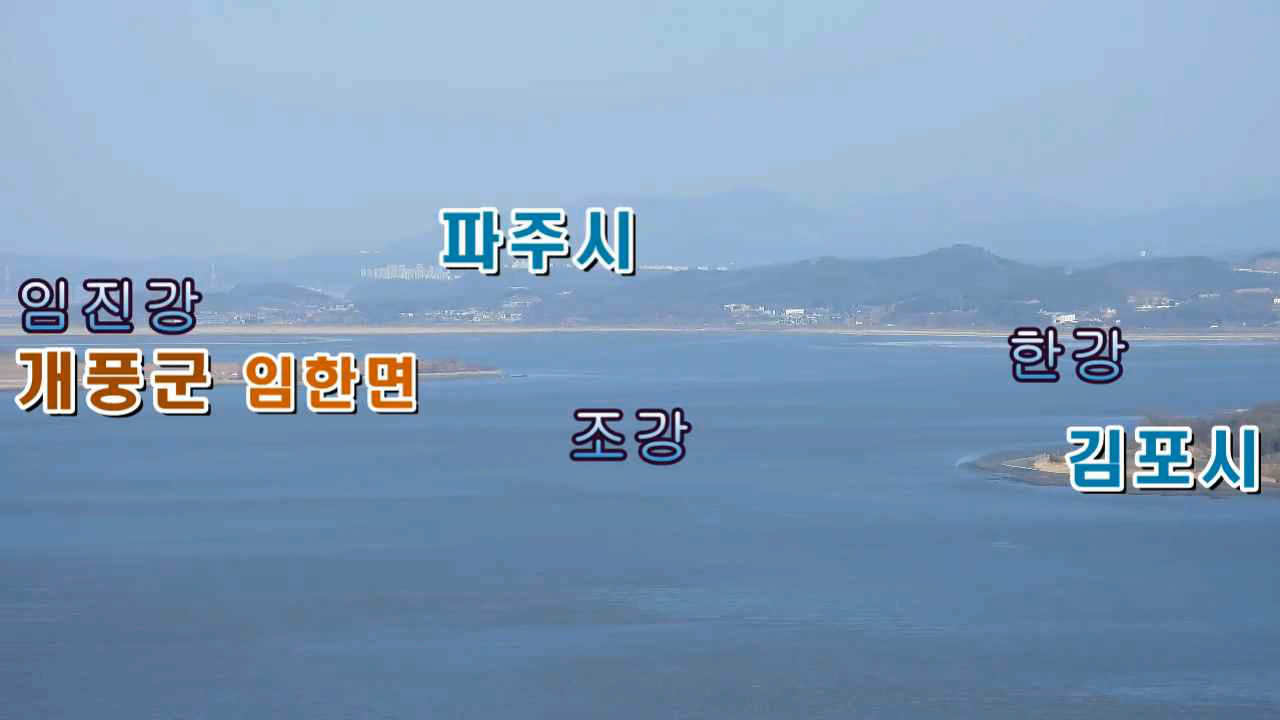 파주시
임진강
한강
개풍군 임한면
조강
김포시